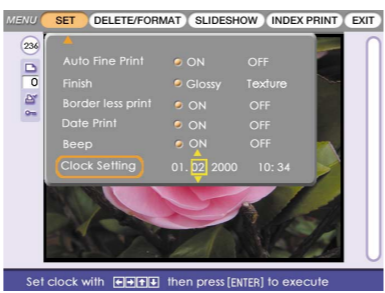 MENU SET DELETE/FORMAT SLIDESHOW INDEX PRINT EXIT
236
0
Auto Fine Print ON OFF
Finish Glossy Texture
Border less print ON OFF
Date Print ON OFF
Beep ON OFF
Clock Setting 01. 02 2000 10: 34
Set clock with ←→↑↓ then press [ENTER] to execute